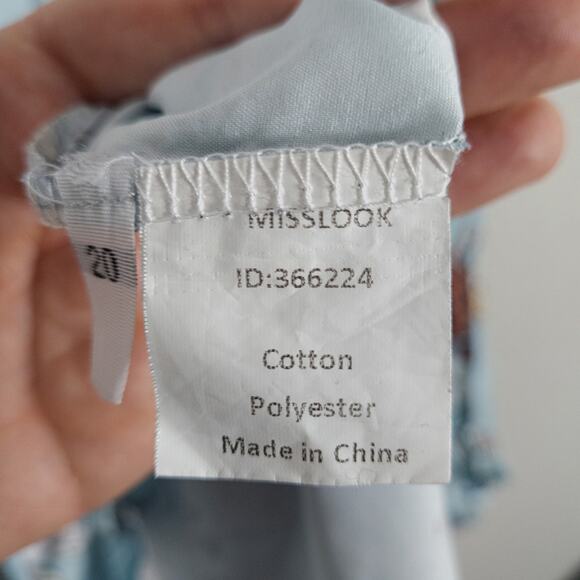 20
MISSLOOK
ID:366224
Cotton
Polyester
Made in China